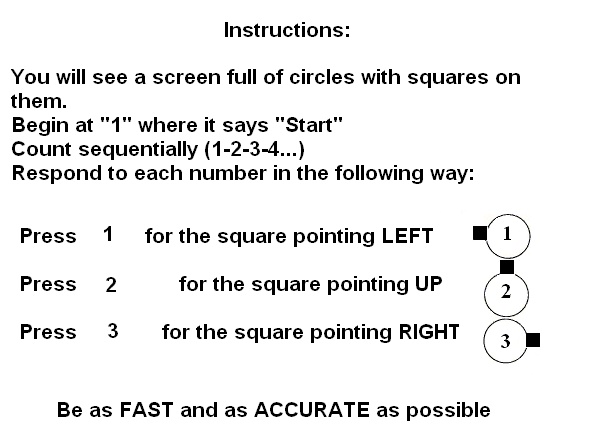 Instructions:
You will see a screen full of circles with squares on
them.
Begin at "1" where it says "Start"
Count sequentially (1-2-3-4...)
Respond to each number in the following way:
Press 1 for the square pointing LEFT 1
Press 2 for the square pointing UP 2
Press 3 for the square pointing RIGHT 3
Be as FAST and as ACCURATE as possible